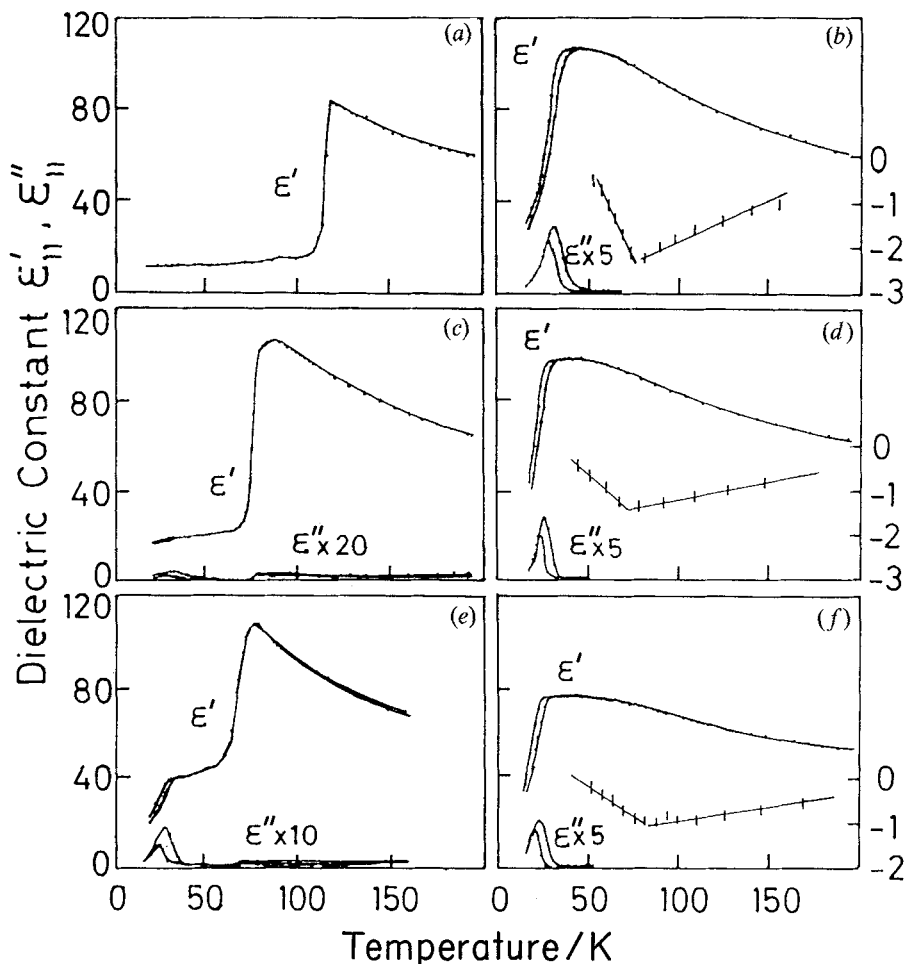 120 (a) (b)
ε′
80 0
ε′
40 -1
ε″x5 -2
0 -3
120 (c) (d)
ε′
80 0
ε′ -1
40
ε″x20 ε″x5 -2
0 -3
120 (e) (f)
ε′
80
ε′ 0
40
ε″x10 ε″x5 -1
0 -2
0 50 100 150 50 100 150
Temperature/K
Dielectric Constant ε′₁₁, ε″₁₁